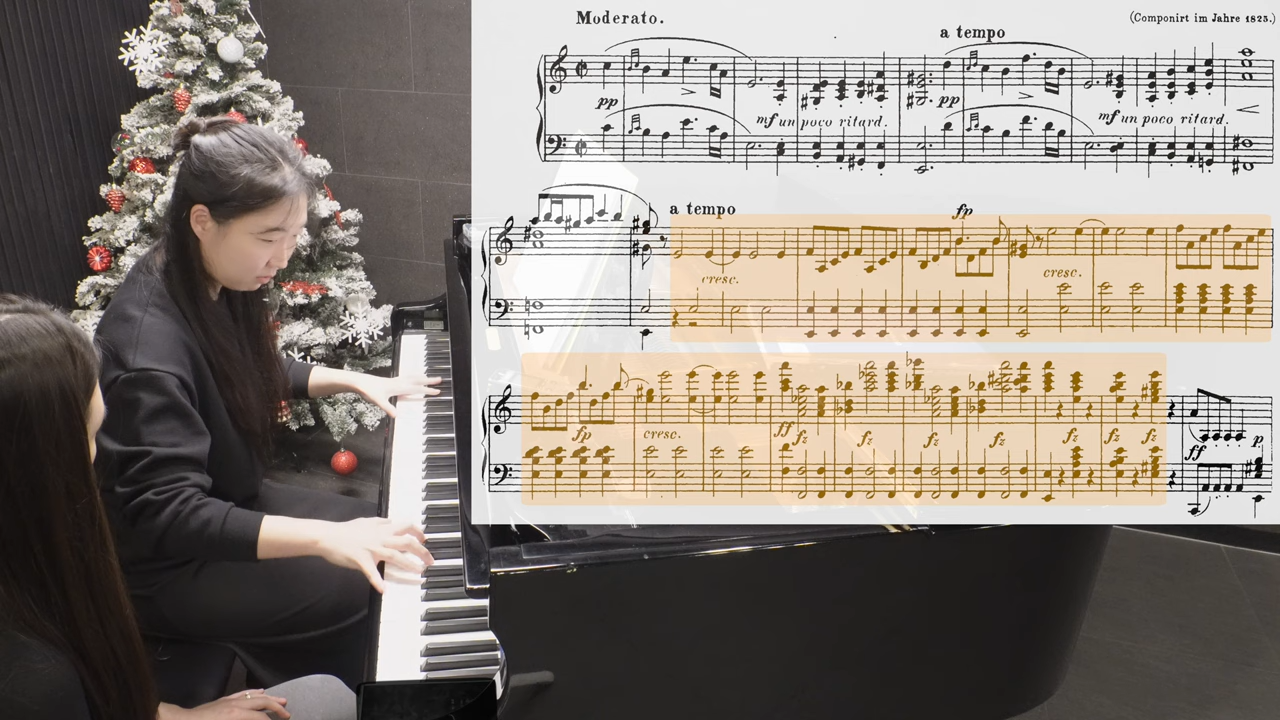 Moderato. (Componirt im Jahre 1825.)
a tempo
pp mf un poco ritard. pp mf un poco ritard.
a tempo fp
cresc. cresc.
fp cresc. ff fz fz fz fz fz fz fz ff p